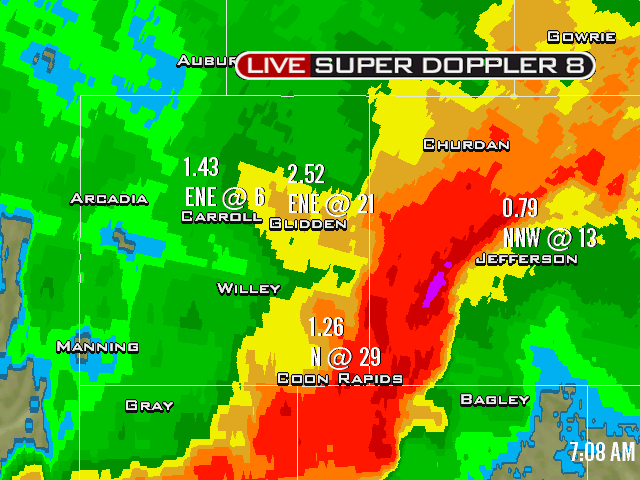 GOWRIE
AUBUR
LIVE SUPER DOPPLER 8
CHURDAN
1.43
ENE @ 6
2.52
ENE @ 21
ARCADIA
CARROLL
GLIDDEN
0.79
NNW @ 13
JEFFERSON
WILLEY
1.26
N @ 29
MANNING
COON RAPIDS
GRAY
BAGLEY
7:08 AM